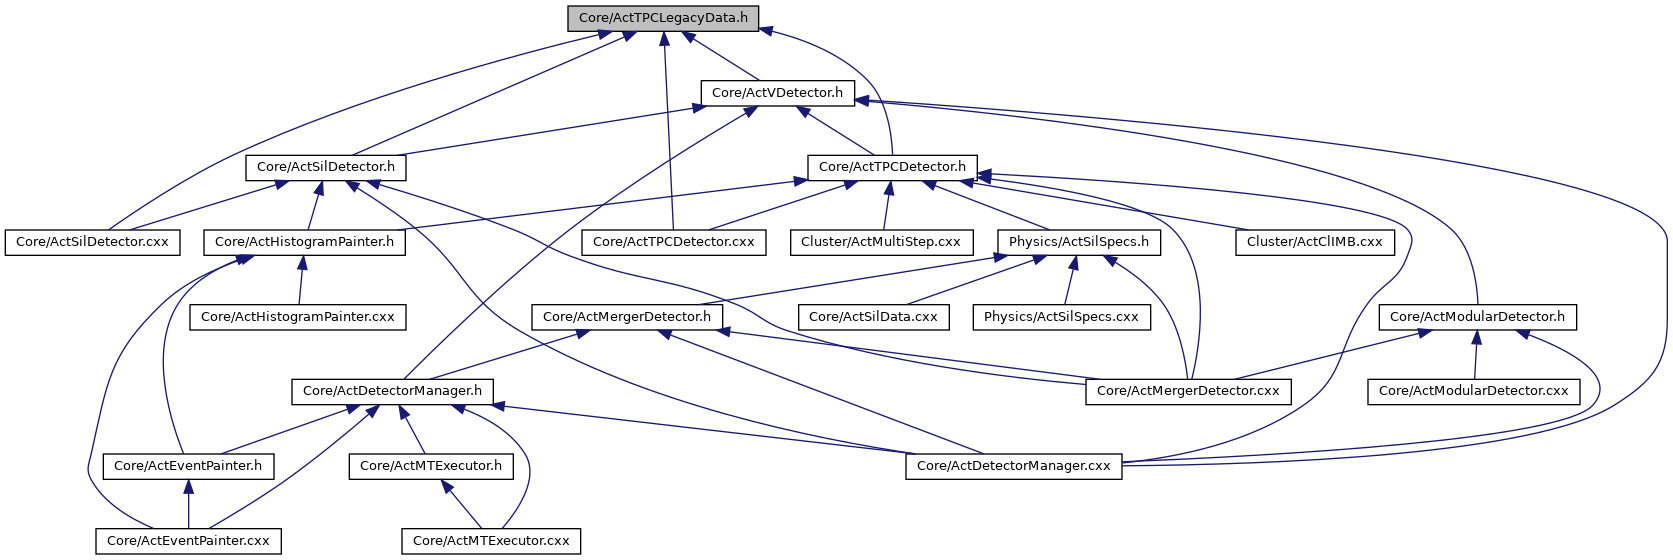 Core/ActTPCLegacyData.h
Core/ActVDetector.h
Core/ActSilDetector.h
Core/ActTPCDetector.h
Core/ActSilDetector.cxx
Core/ActHistogramPainter.h
Core/ActTPCDetector.cxx
Cluster/ActMultiStep.cxx
Physics/ActSilSpecs.h
Cluster/ActClIMB.cxx
Core/ActHistogramPainter.cxx
Core/ActMergerDetector.h
Core/ActSilData.cxx
Physics/ActSilSpecs.cxx
Core/ActModularDetector.h
Core/ActDetectorManager.h
Core/ActMergerDetector.cxx
Core/ActModularDetector.cxx
Core/ActEventPainter.h
Core/ActMTExecutor.h
Core/ActDetectorManager.cxx
Core/ActEventPainter.cxx
Core/ActMTExecutor.cxx